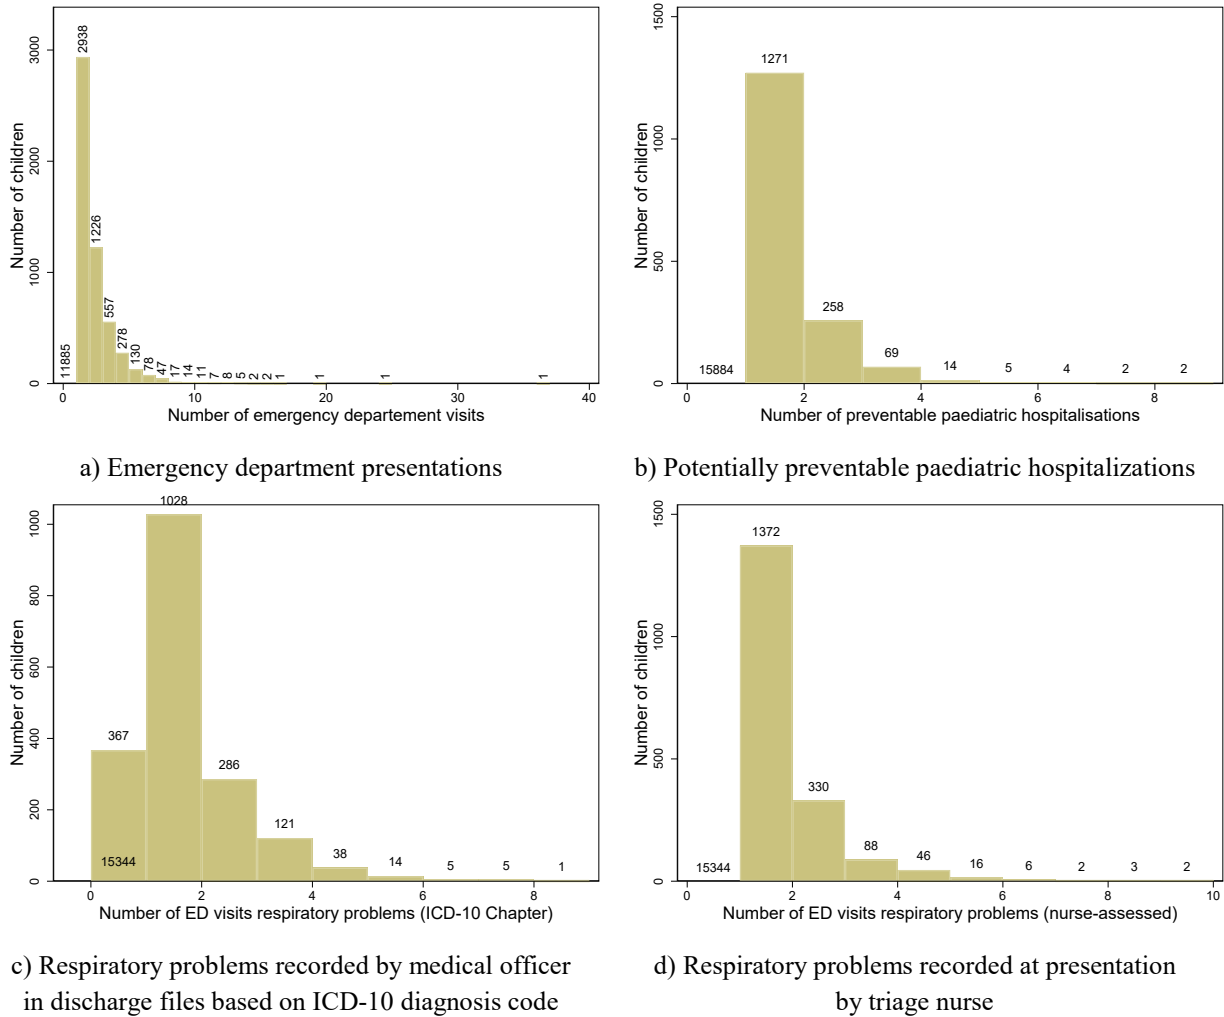 Number of children
3000
2000
1000
0
11885
2938
1226
557
278
130
78
47
17
14
11
7
8
5
2
2
1
1
1
1
0 10 20 30 40
Number of emergency departement visits
a) Emergency department presentations
Number of children
1500
1000
500
0
15884 1271 258 69 14 5 4 2 2
0 2 4 6 8
Number of preventable paediatric hospitalisations
b) Potentially preventable paediatric hospitalizations
Number of children
1000
800
600
400
200
0
1028
367
286
121
38
14
5
5
1
15344
0 2 4 6 8
Number of ED visits respiratory problems (ICD-10 Chapter)
c) Respiratory problems recorded by medical officer
in discharge files based on ICD-10 diagnosis code
Number of children
1500
1000
500
0
15344 1372 330 88 46 16 6 2 3 2
0 2 4 6 8 10
Number of ED visits respiratory problems (nurse-assessed)
d) Respiratory problems recorded at presentation
by triage nurse